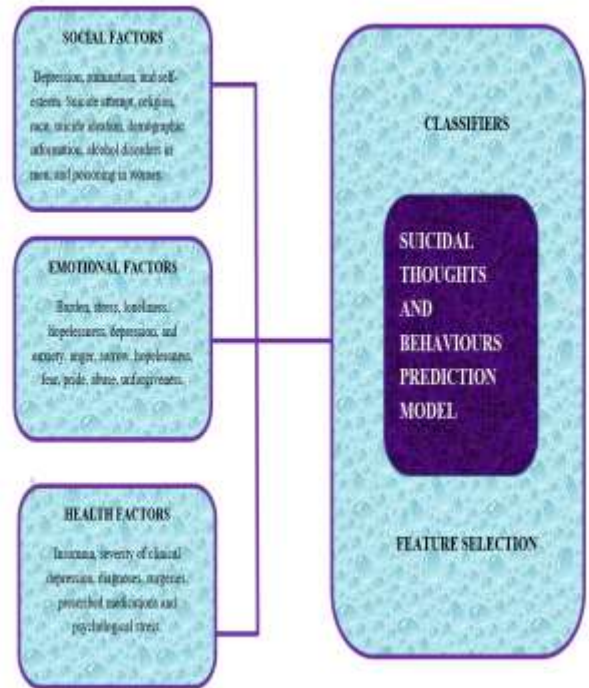 SOCIAL FACTORS
Depression, rumination, and self-
esteem. Suicide attempt, religion,
race, suicide ideation, demographic
information, alcohol disorders in
men, and poisoning in women.
EMOTIONAL FACTORS
Burden, stress, loneliness,
hopelessness, depression, and
anxiety, anger, sorrow, hopelessness,
fear, pride, abuse, unforgiveness.
HEALTH FACTORS
Insomnia, severity of clinical
depression, diagnoses, surgeries,
prescribed medications and
psychological stress
CLASSIFIERS
SUICIDAL
THOUGHTS
AND
BEHAVIOURS
PREDICTION
MODEL
FEATURE SELECTION